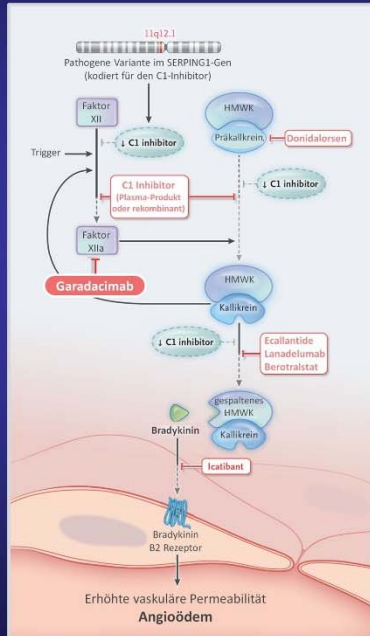 11q12.1
Pathogene Variante im SERPING1-Gen
(kodiert für den C1-Inhibitor)
Faktor
XII
HMWK
Präkallkrein
Donidalorsen
↓ C1 inhibitor
Trigger
↓ C1 inhibitor
C1 Inhibitor
(Plasma-Produkt
oder rekombinant)
Faktor
XIIa
Garadacimab
HMWK
Kallikrein
↓ C1 inhibitor
Ecallantide
Lanadelumab
Berotralstat
gespaltenes
HMWK
Kallikrein
Bradykinin
Icatibant
Bradykinin
B2 Rezeptor
Erhöhte vaskuläre Permeabilität
Angioödem